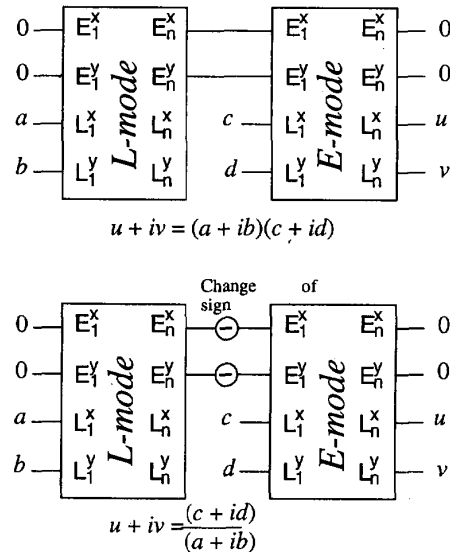 0 E₁ˣ Eₙˣ E₁ˣ Eₙˣ 0
0 E₁ʸ Eₙʸ E₁ʸ Eₙʸ 0
a L₁ˣ Lₙˣ c L₁ˣ Lₙˣ u
b L₁ʸ Lₙʸ d L₁ʸ Lₙʸ v
L-mode E-mode
u + iv = (a + ib)(c + id)
Change of
sign
0 E₁ˣ Eₙˣ − E₁ˣ Eₙˣ 0
0 E₁ʸ Eₙʸ − E₁ʸ Eₙʸ 0
a L₁ˣ Lₙˣ c L₁ˣ Lₙˣ u
b L₁ʸ Lₙʸ d L₁ʸ Lₙʸ v
L-mode E-mode
u + iv = (c + id)/(a + ib)